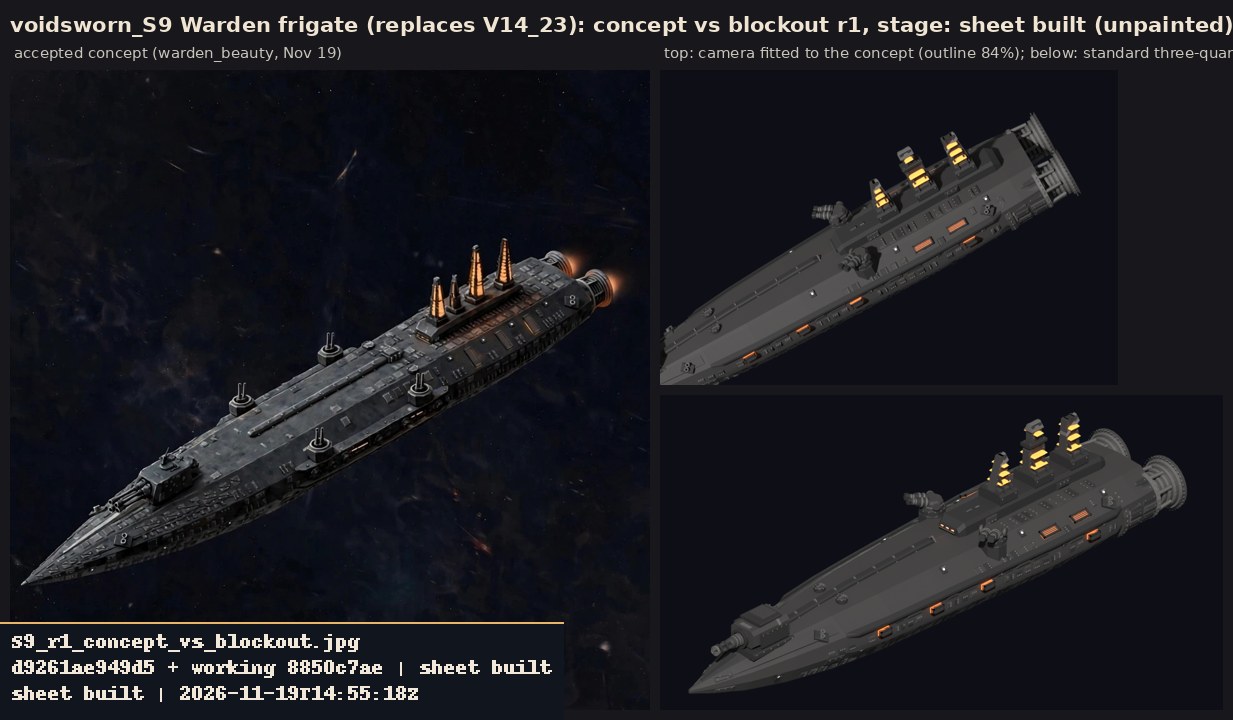 voidsworn_S9 Warden frigate (replaces V14_23): concept vs blockout r1, stage: sheet built (unpainted)
accepted concept (warden_beauty, Nov 19)
top: camera fitted to the concept (outline 84%); below: standard three-quar
8
8
S9_r1_concept_vs_blockout.jpg
d9261ae949d5 + working 8850c7ae | sheet built
sheet built | 2026-11-19T14:55:18Z